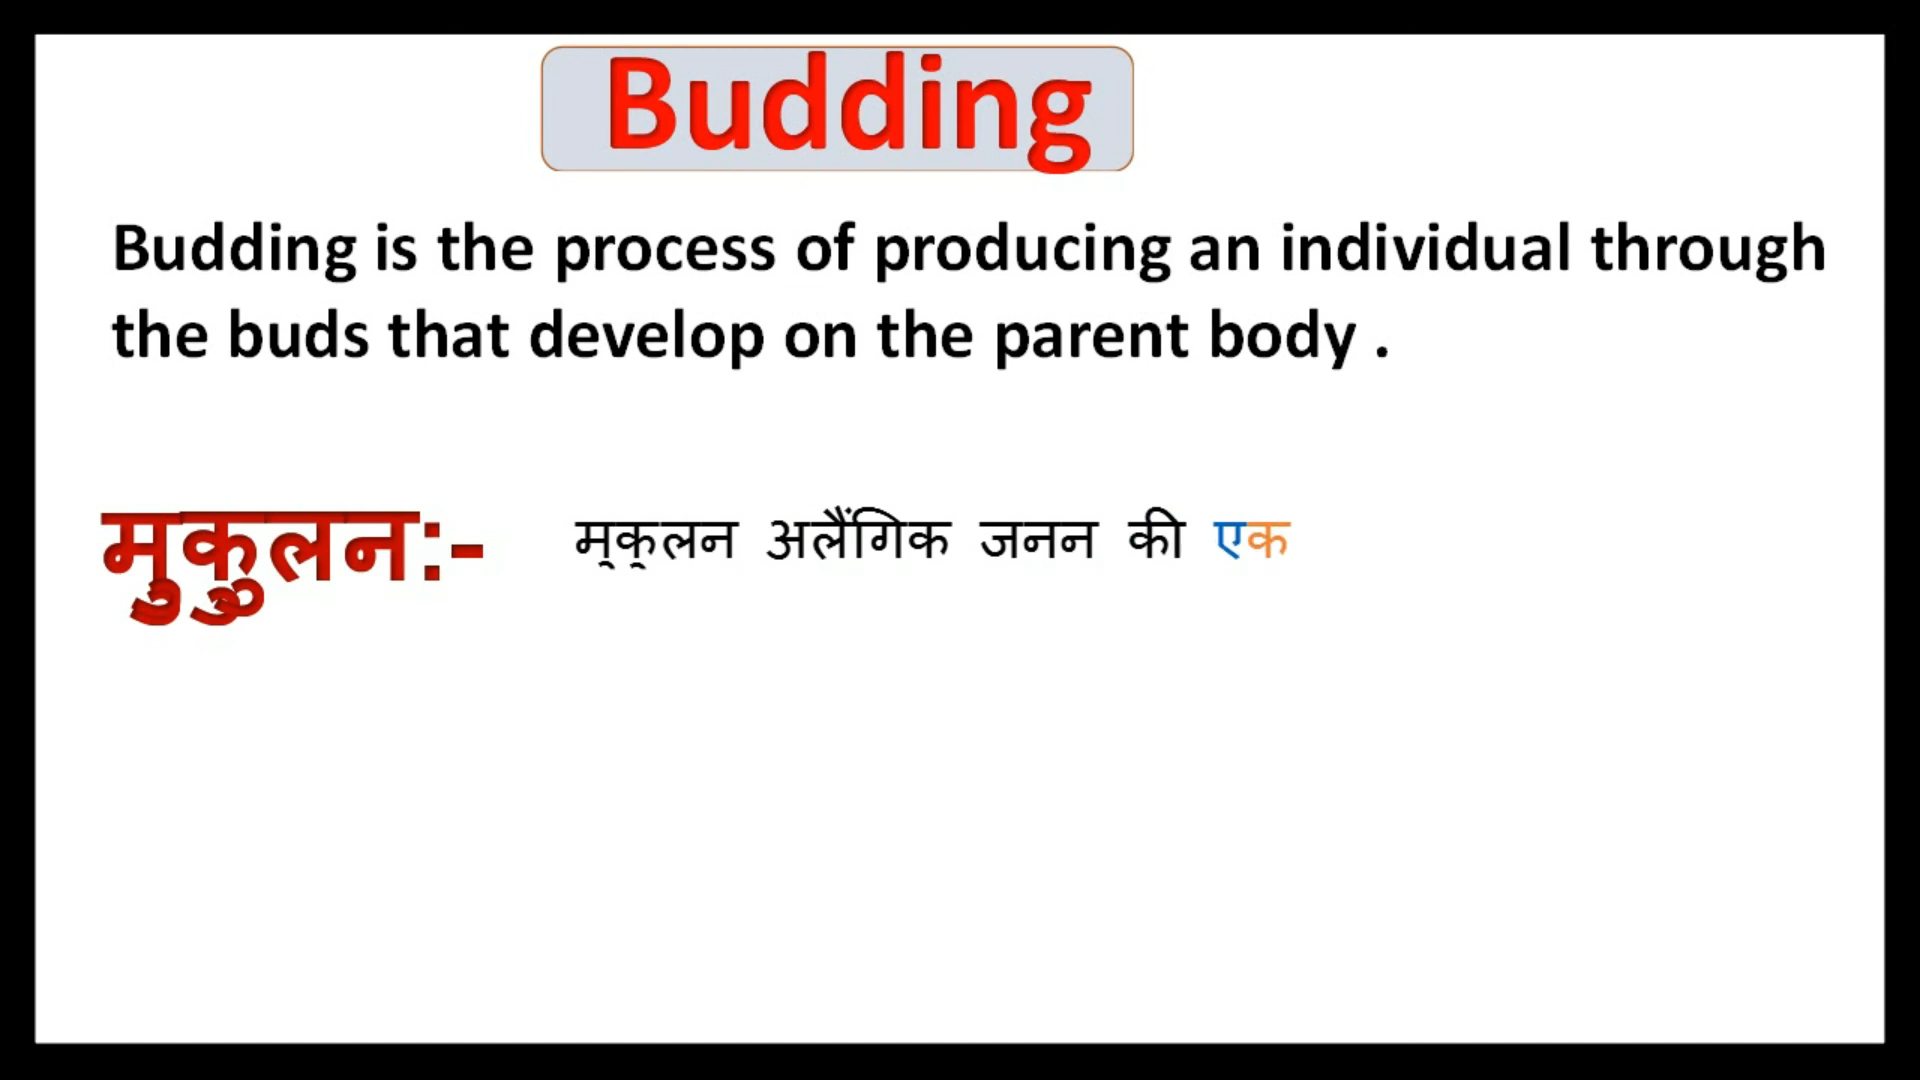 Budding
Budding is the process of producing an individual through
the buds that develop on the parent body .
मुकुलन:- मुकुलन अलैंगिक जनन की एक